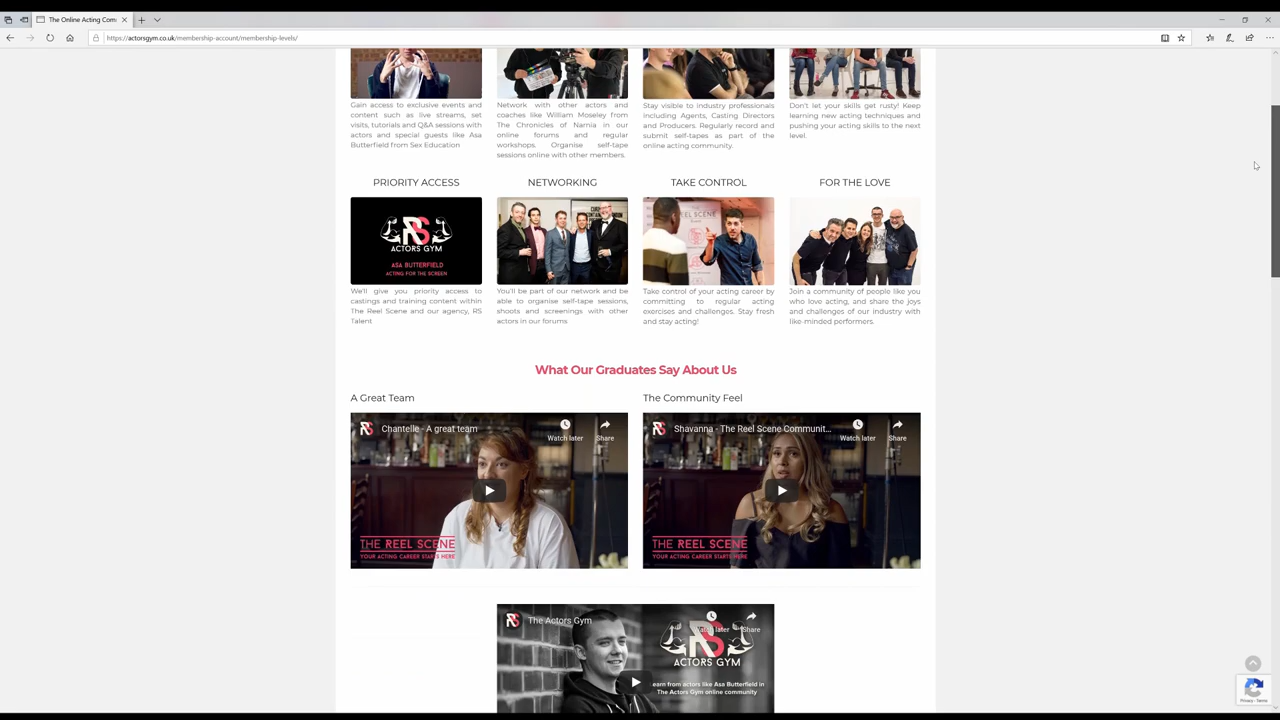 The Online Acting Com
https://actorsgym.co.uk/membership-account/membership-levels/
Gain access to exclusive events and
content such as live streams, set
visits, tutorials and Q&A sessions with
actors and special guests like Asa
Butterfield from Sex Education
Network with other actors and
coaches like William Moseley from
The Chronicles of Narnia in our
online forums and regular
workshops. Organise self-tape
sessions online with other members.
Stay visible to industry professionals
including Agents, Casting Directors
and Producers. Regularly record and
submit self-tapes as part of the
online acting community.
Don't let your skills get rusty! Keep
learning new acting techniques and
pushing your acting skills to the next
level.
PRIORITY ACCESS
NETWORKING
TAKE CONTROL
FOR THE LOVE
RS
ACTORS GYM
ASA BUTTERFIELD
ACTING FOR THE SCREEN
REEL SCENE
We'll give you priority access to
castings and training content within
The Reel Scene and our agency, RS
Talent
You'll be part of our network and be
able to organise self-tape sessions,
shoots and screenings with other
actors in our forums
Take control of your acting career by
committing to regular acting
exercises and challenges. Stay fresh
and stay acting!
Join a community of people like you
who love acting, and share the joys
and challenges of our industry with
like-minded performers.
What Our Graduates Say About Us
A Great Team
The Community Feel
RS Chantelle - A great team
Watch later
Share
THE REEL SCENE
YOUR ACTING CAREER STARTS HERE
RS Shavanna - The Reel Scene Communit...
Watch later
Share
THE REEL SCENE
YOUR ACTING CAREER STARTS HERE
RS The Actors Gym
Watch later
Share
RS
ACTORS GYM
earn from actors like Asa Butterfield in
The Actors Gym online community
Privacy - Terms